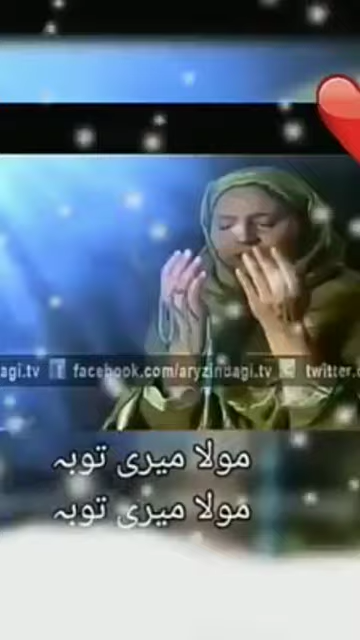 agi.tv f facebook.com/aryzindagi.tv twitter.c
مولا میری توبہ
مولا میری توبہ